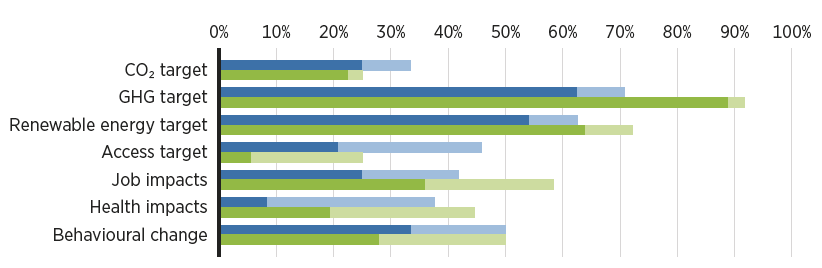 0% 10% 20% 30% 40% 50% 60% 70% 80% 90% 100%
CO₂ target
GHG target
Renewable energy target
Access target
Job impacts
Health impacts
Behavioural change